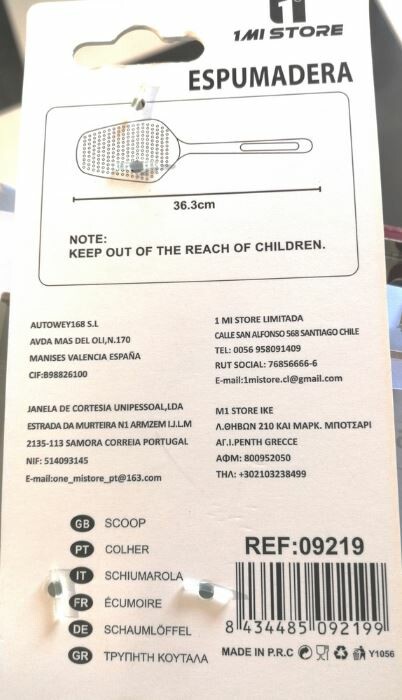 1MI STORE
ESPUMADERA
36.3cm
NOTE:
KEEP OUT OF THE REACH OF CHILDREN.
AUTOWEY168 S.L
AVDA MAS DEL OLI,N.170
MANISES VALENCIA ESPAÑA
CIF:B98826100
1 MI STORE LIMITADA
CALLE SAN ALFONSO 568 SANTIAGO CHILE
TEL: 0056 958091409
RUT SOCIAL: 76856666-6
E-mail:1mistore.cl@gmail.com
JANELA DE CORTESIA UNIPESSOAL,LDA
ESTRADA DA MURTEIRA N1 ARMZEM I.J.L.M
2135-113 SAMORA CORREIA PORTUGAL
NIF: 514093145
E-mail:one_mistore_pt@163.com
M1 STORE IKE
Λ.ΘΗΒΩΝ 210 ΚΑΙ ΜΑΡΚ. ΜΠΟΤΣΑΡΙ
ΑΓ.Ι.ΡΕΝΤΗ GRECCE
ΑΦΜ: 800952050
ΤΗΛ: +302103238499
GB SCOOP
PT COLHER
IT SCHIUMAROLA
FR ÉCUMOIRE
DE SCHAUMLÖFFEL
GR ΤΡΥΠΗΤΗ ΚΟΥΤΑΛΑ
REF:09219
8 434485 092199
MADE IN P.R.C Y1056